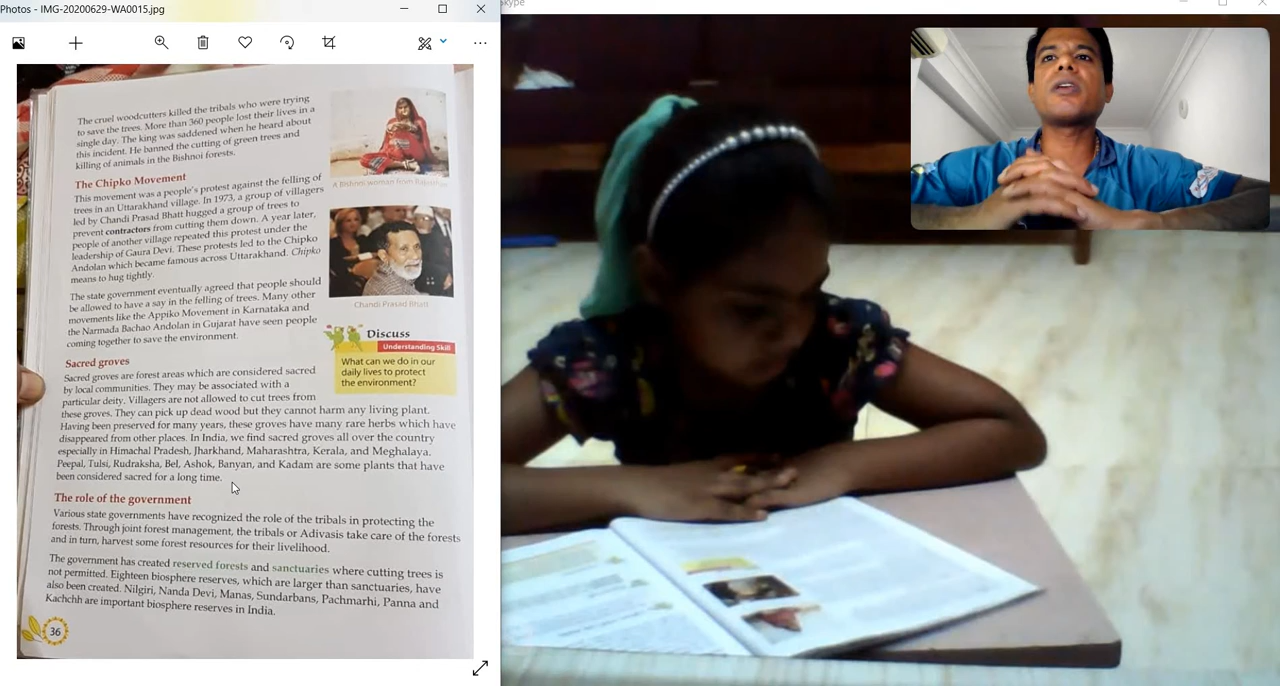 Photos - IMG-20200629-WA0015.jpg
Skype
The cruel woodcutters killed the tribals who were trying
to save the trees. More than 360 people lost their lives in a
single day. The king was saddened when he heard about
this incident. He banned the cutting of green trees and
killing of animals in the Bishnoi forests.
A Bishnoi woman from Rajasthan
The Chipko Movement
This movement was a people's protest against the felling of
trees in an Uttarakhand village. In 1973, a group of villagers
led by Chandi Prasad Bhatt hugged a group of trees to
prevent contractors from cutting them down. A year later,
people of another village repeated this protest under the
leadership of Gaura Devi. These protests led to the Chipko
Andolan which became famous across Uttarakhand. Chipko
means to hug tightly.
Chandi Prasad Bhatt
The state government eventually agreed that people should
be allowed to have a say in the felling of trees. Many other
movements like the Appiko Movement in Karnataka and
the Narmada Bachao Andolan in Gujarat have seen people
coming together to save the environment.
Discuss
Understanding Skill
What can we do in our
daily lives to protect
the environment?
Sacred groves
Sacred groves are forest areas which are considered sacred
by local communities. They may be associated with a
particular deity. Villagers are not allowed to cut trees from
these groves. They can pick up dead wood but they cannot harm any living plant.
Having been preserved for many years, these groves have many rare herbs which have
disappeared from other places. In India, we find sacred groves all over the country
especially in Himachal Pradesh, Jharkhand, Maharashtra, Kerala, and Meghalaya.
Peepal, Tulsi, Rudraksha, Bel, Ashok, Banyan, and Kadam are some plants that have
been considered sacred for a long time.
The role of the government
Various state governments have recognized the role of the tribals in protecting the
forests. Through joint forest management, the tribals or Adivasis take care of the forests
and in turn, harvest some forest resources for their livelihood.
The government has created reserved forests and sanctuaries where cutting trees is
not permitted. Eighteen biosphere reserves, which are larger than sanctuaries, have
also been created. Nilgiri, Nanda Devi, Manas, Sundarbans, Pachmarhi, Panna and
Kachchh are important biosphere reserves in India.
36